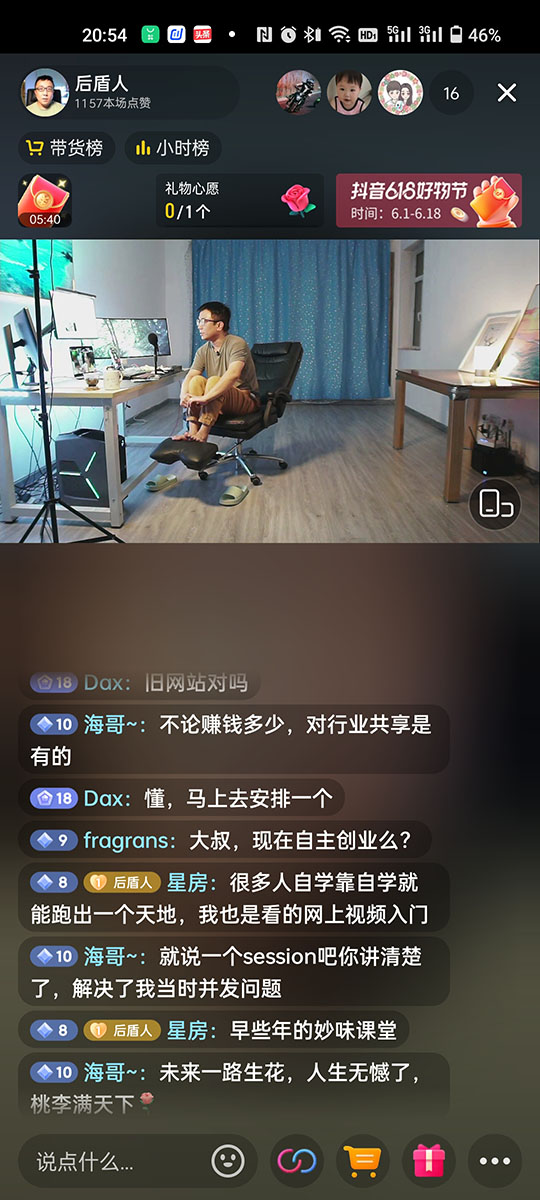 20:54
头条
HD1
5G
3G
46%
后盾人
1157本场点赞
16
带货榜
小时榜
05:40
礼物心愿
0/1个
抖音618好物节
时间：6.1-6.18
18 Dax：旧网站对吗
10 海哥~：不论赚钱多少，对行业共享是
有的
18 Dax：懂，马上去安排一个
9 fragrans：大叔，现在自主创业么？
8 1 后盾人 星房：很多人自学靠自学就
能跑出一个天地，我也是看的网上视频入门
10 海哥~：就说一个session吧你讲清楚
了，解决了我当时并发问题
8 1 后盾人 星房：早些年的妙味课堂
10 海哥~：未来一路生花，人生无憾了，
桃李满天下🌹
说点什么...